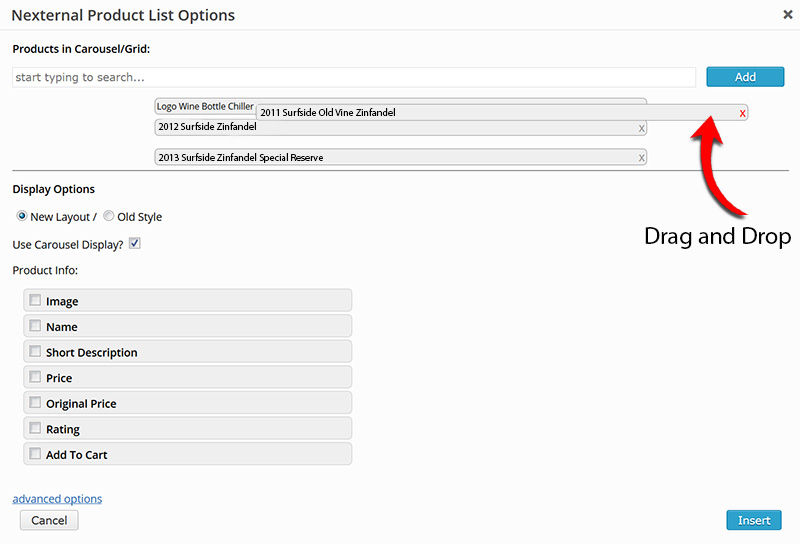 Nexternal Product List Options ×
Products in Carousel/Grid:
start typing to search... Add
Logo Wine Bottle Chiller
2011 Surfside Old Vine Zinfandel x
2012 Surfside Zinfandel x
2013 Surfside Zinfandel Special Reserve x
Drag and Drop
Display Options
New Layout / Old Style
Use Carousel Display?
Product Info:
Image
Name
Short Description
Price
Original Price
Rating
Add To Cart
advanced options
Cancel Insert